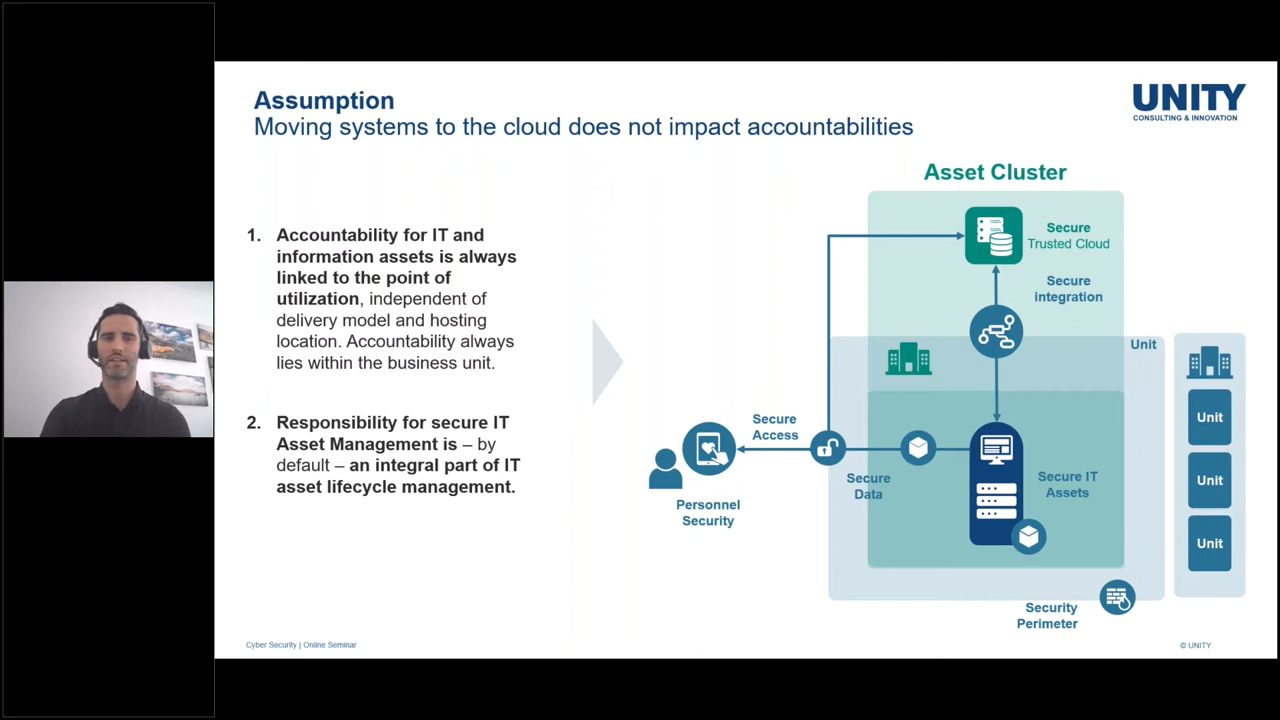 Assumption
Moving systems to the cloud does not impact accountabilities
UNITY
CONSULTING & INNOVATION
1. Accountability for IT and
information assets is always
linked to the point of
utilization, independent of
delivery model and hosting
location. Accountability always
lies within the business unit.
2. Responsibility for secure IT
Asset Management is – by
default – an integral part of IT
asset lifecycle management.
Asset Cluster
Secure
Trusted Cloud
Secure
integration
Unit
Secure
Access
Secure
Data
Secure IT
Assets
Personnel
Security
Unit
Unit
Unit
Security
Perimeter
Cyber Security | Online Seminar
© UNITY